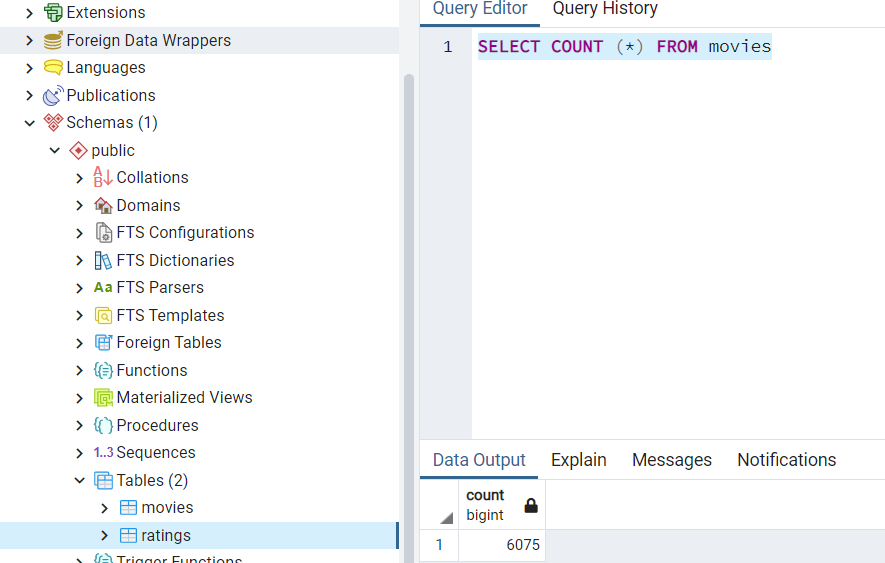 Extensions
Foreign Data Wrappers
Languages
Publications
Schemas (1)
public
Collations
Domains
FTS Configurations
FTS Dictionaries
Aa FTS Parsers
FTS Templates
Foreign Tables
Functions
Materialized Views
Procedures
1..3 Sequences
Tables (2)
movies
ratings
Trigger Functions
Query Editor Query History
1 SELECT COUNT (*) FROM movies
Data Output Explain Messages Notifications
count
bigint
1 6075